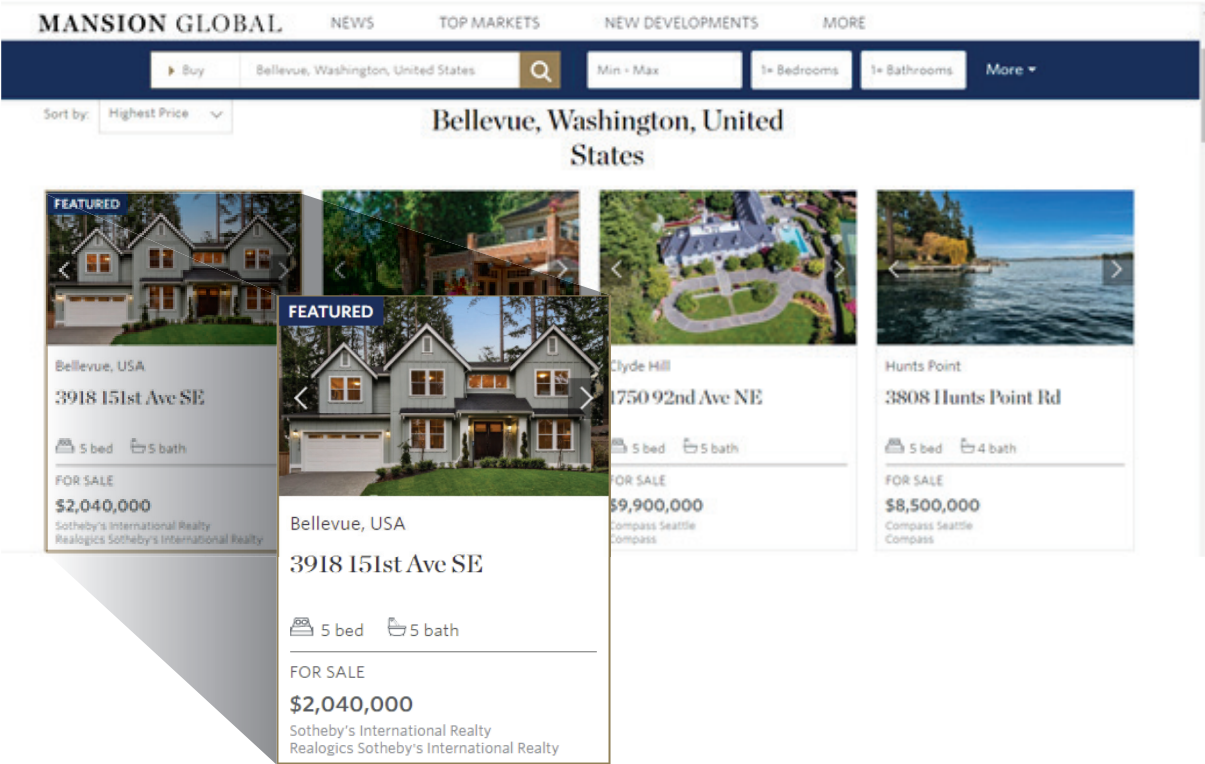 MANSION GLOBAL
NEWS
TOP MARKETS
NEW DEVELOPMENTS
MORE
Buy
Bellevue, Washington, United States
Min - Max
1+ Bedrooms
1+ Bathrooms
More
Sort by:
Highest Price
Bellevue, Washington, United
States
FEATURED
Bellevue, USA
3918 151st Ave SE
5 bed
5 bath
FOR SALE
$2,040,000
Sotheby's International Realty
Realogics Sotheby's International Realty
FEATURED
Bellevue, USA
3918 151st Ave SE
5 bed
5 bath
FOR SALE
$2,040,000
Sotheby's International Realty
Realogics Sotheby's International Realty
Clyde Hill
1750 92nd Ave NE
5 bed
5 bath
FOR SALE
$9,900,000
Compass Seattle
Compass
Hunts Point
3808 Hunts Point Rd
5 bed
4 bath
FOR SALE
$8,500,000
Compass Seattle
Compass